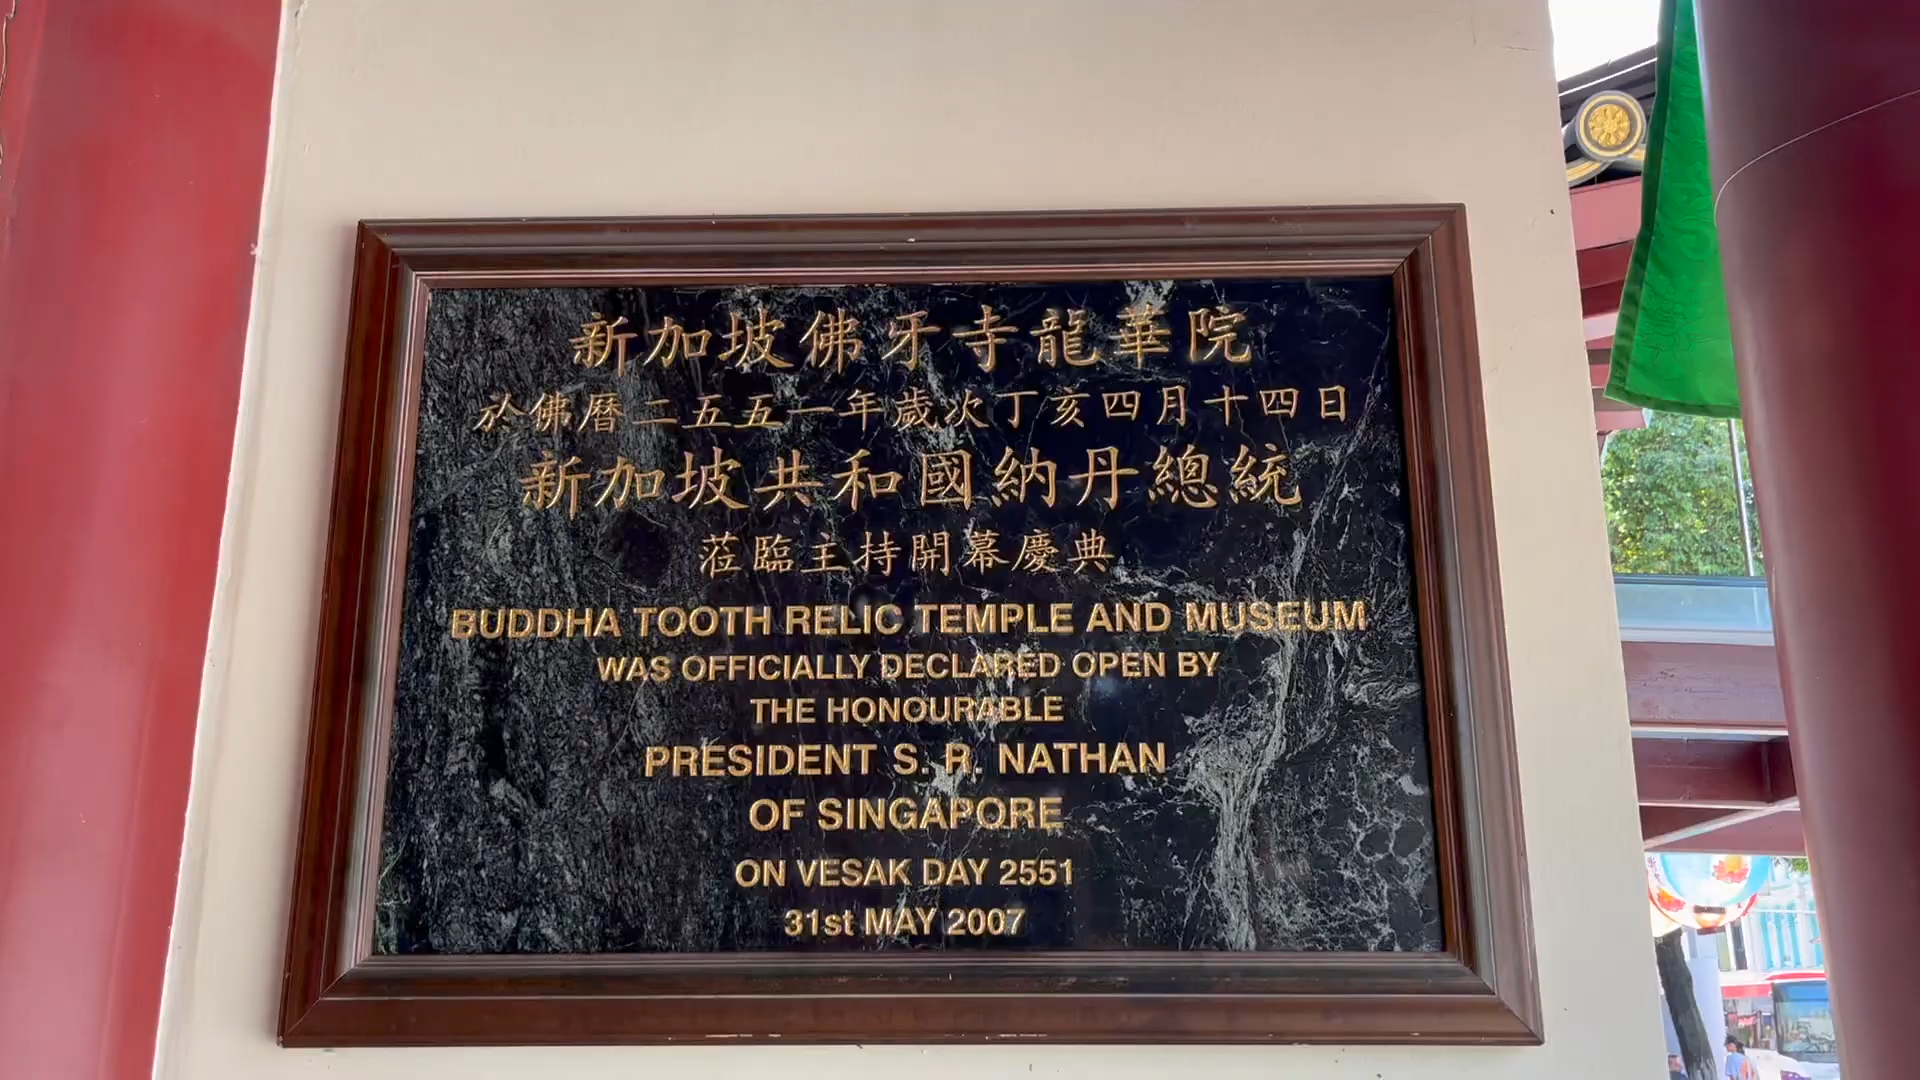 新加坡佛牙寺龍華院
於佛曆二五五一年歲次丁亥四月十四日
新加坡共和國納丹總統
蒞臨主持開幕慶典
BUDDHA TOOTH RELIC TEMPLE AND MUSEUM
WAS OFFICIALLY DECLARED OPEN BY
THE HONOURABLE
PRESIDENT S. R. NATHAN
OF SINGAPORE
ON VESAK DAY 2551
31st MAY 2007